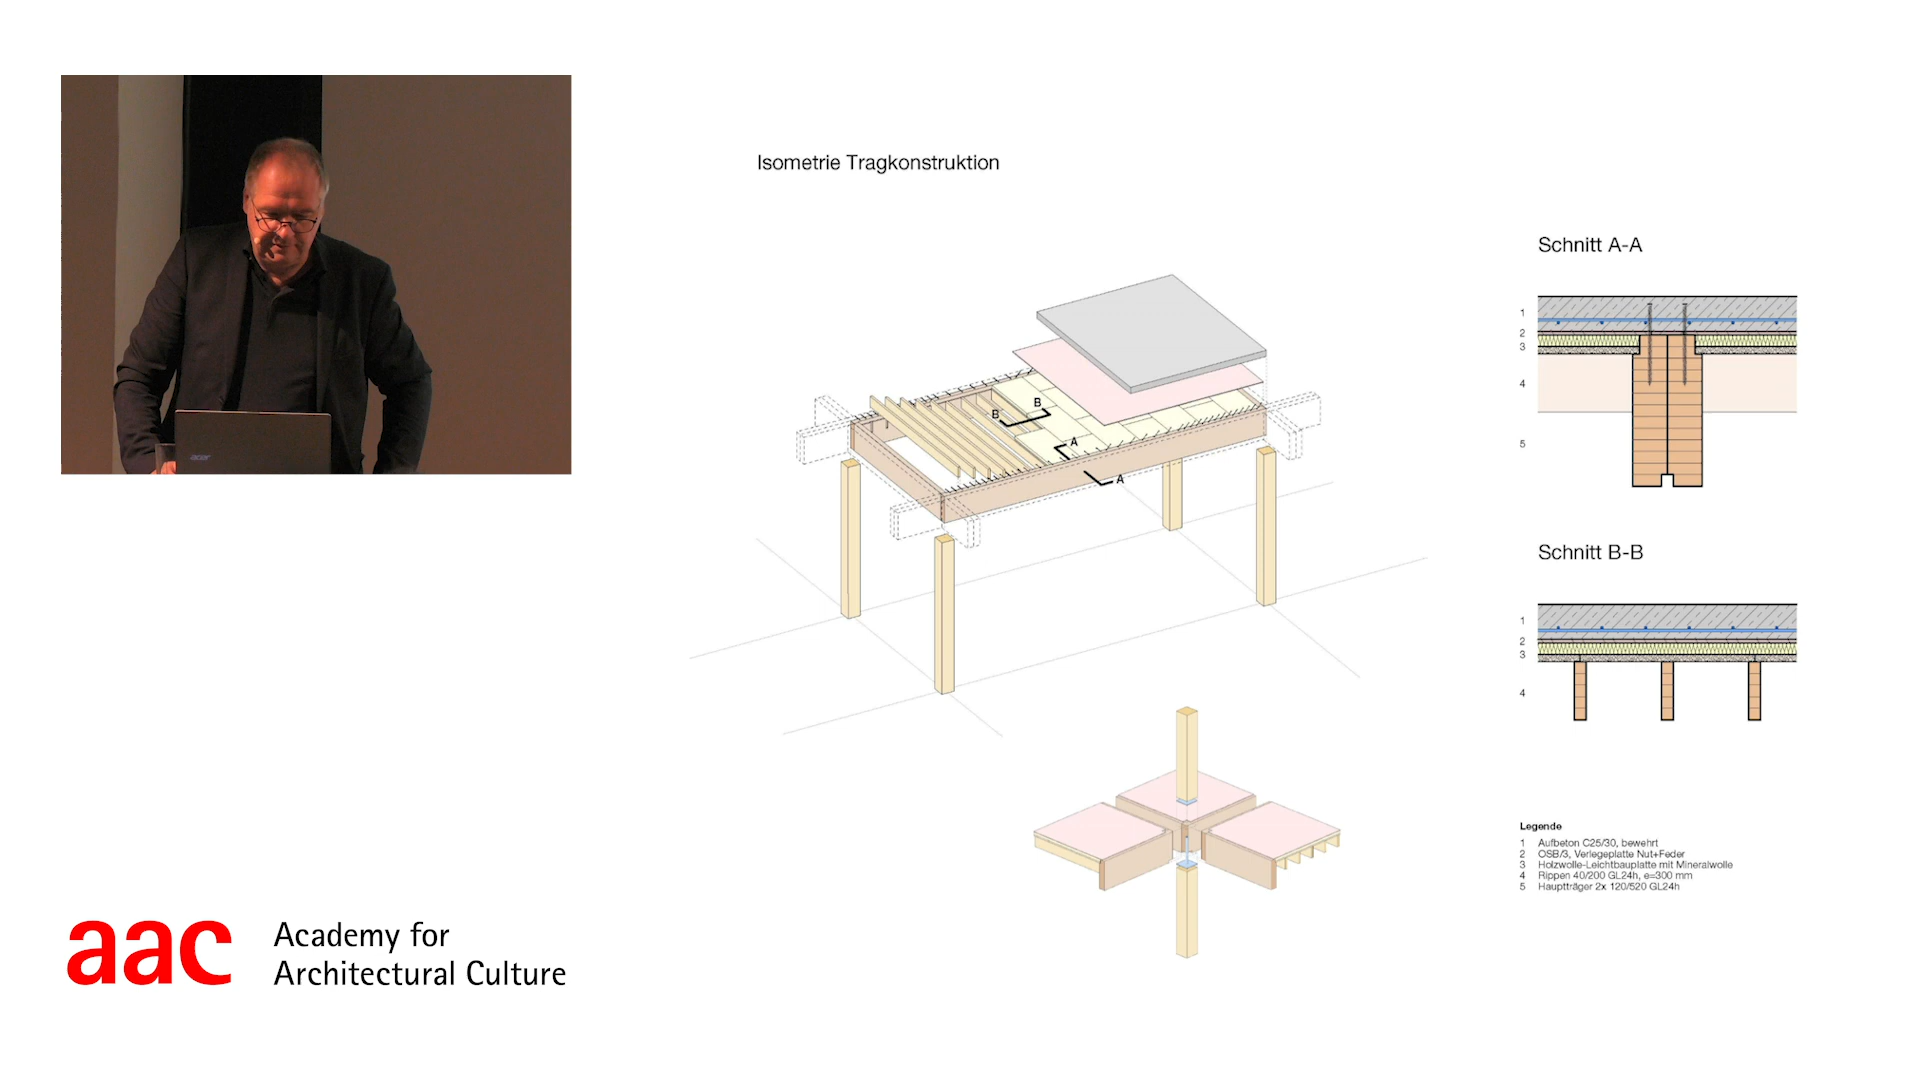 Isometrie Tragkonstruktion
B
B
A
A
Schnitt A-A
1
2
3
4
5
Schnitt B-B
1
2
3
4
Legende
1 Aufbeton C25/30, bewehrt
2 OSB/3, Verlegeplatte Nut+Feder
3 Holzwolle-Leichtbauplatte mit Mineralwolle
4 Rippen 40/200 GL24h, e=300 mm
5 Hauptträger 2x 120/520 GL24h
acer
aac
Academy for
Architectural Culture